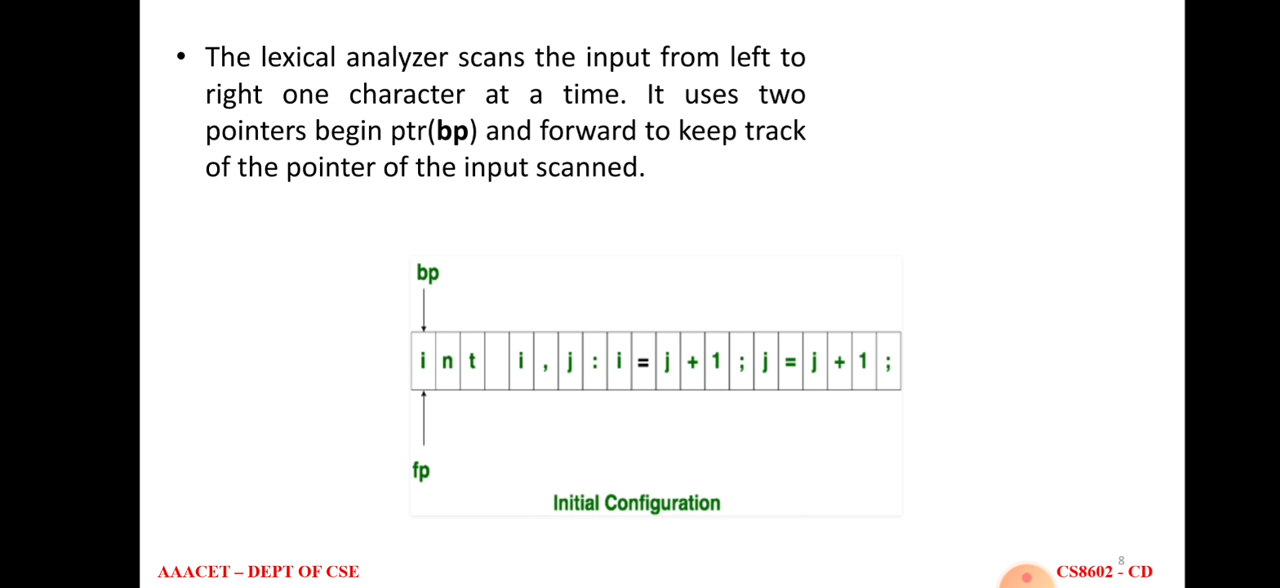 • The lexical analyzer scans the input from left to
right one character at a time. It uses two
pointers begin ptr(bp) and forward to keep track
of the pointer of the input scanned.
bp
i n t   i , j : i = j + 1 ; j = j + 1 ;
fp
Initial Configuration
8
AAACET – DEPT OF CSE
CS8602 - CD